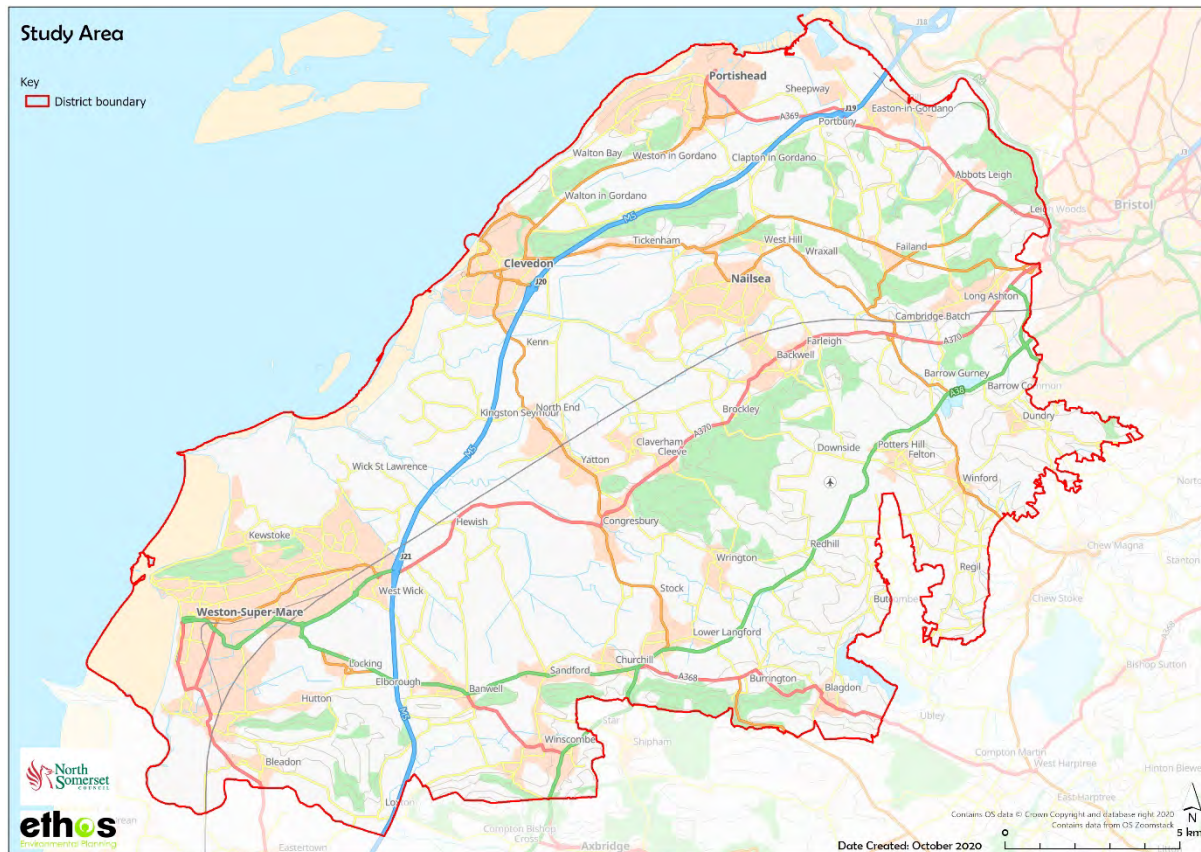 Study Area
Key
District boundary
J18
Portishead
Sheepway
J19
A369
Easton-in-Gordano
Portbury
Walton Bay
Weston in Gordano
Clapton in Gordano
Abbots Leigh
Walton in Gordano
M5
Leigh Woods
Bristol
Tickenham
West Hill
Wraxall
Failand
Clevedon
J20
Nailsea
Long Ashton
Cambridge Batch
Kenn
Farleigh
A370
Backwell
Barrow Gurney
Barrow Common
A38
Dundry
Kingston Seymour
North End
Brockley
Claverham
Cleeve
A370
Downside
Potters Hill
Felton
Wick St Lawrence
M5
Yatton
Winford
Hewish
Congresbury
Kewstoke
J21
Redhill
Chew Magna
Stanton
Wrington
Regil
West Wick
Stock
Chew Stoke
Weston-Super-Mare
Butcombe
Lower Langford
A368
Locking
Churchill
Bishop Sutton
Elborough
Sandford
Banwell
A368
Burrington
Hutton
Blagdon
M5
Star
Ubley
Winscombe
Shipham
Compton Martin
Bleadon
West Harptree
Hinton Blewe
North
Somerset
COUNCIL
Loxton
East Harptree
ethos
Environmental Planning
Eastertown
Compton Bishop
Cross
Axbridge
Contains OS data © Crown Copyright and database right 2020
Contains data from OS Zoomstack
N
Date Created: October 2020
0
5 km